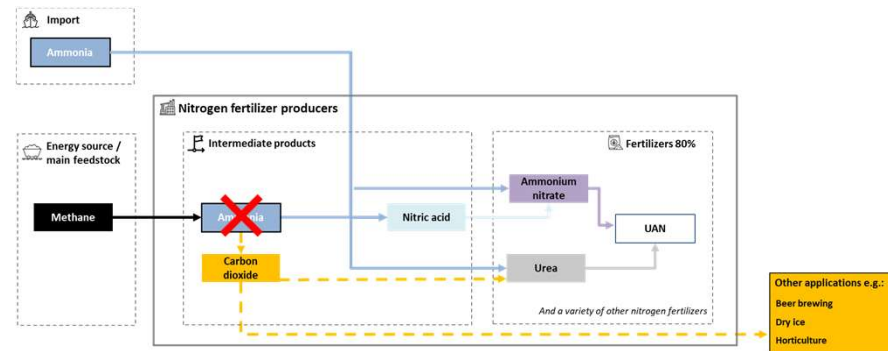 Import
Ammonia
Nitrogen fertilizer producers
Energy source /
main feedstock
Intermediate products
Fertilizers 80%
Methane
Ammonia
Nitric acid
Ammonium
nitrate
UAN
Carbon
dioxide
Urea
And a variety of other nitrogen fertilizers
Other applications e.g.:
Beer brewing
Dry ice
Horticulture